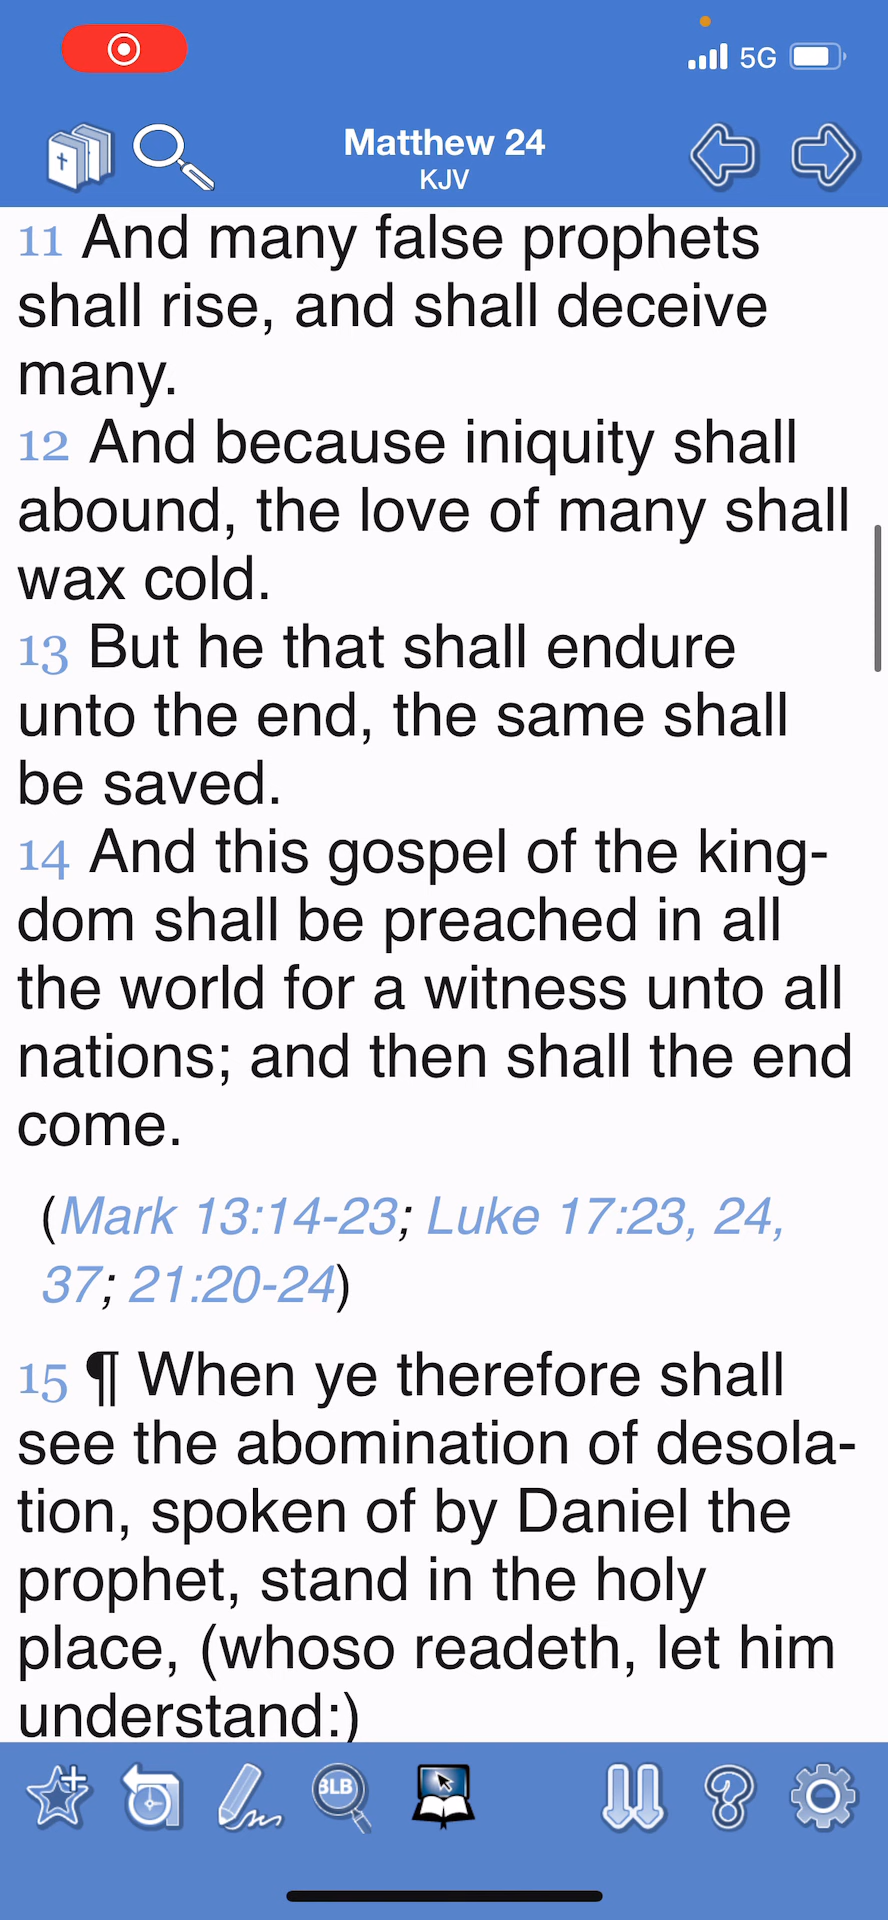 5G
Matthew 24
KJV
11 And many false prophets
shall rise, and shall deceive
many.
12 And because iniquity shall
abound, the love of many shall
wax cold.
13 But he that shall endure
unto the end, the same shall
be saved.
14 And this gospel of the king-
dom shall be preached in all
the world for a witness unto all
nations; and then shall the end
come.
(Mark 13:14-23; Luke 17:23, 24,
37; 21:20-24)
15 ¶ When ye therefore shall
see the abomination of desola-
tion, spoken of by Daniel the
prophet, stand in the holy
place, (whoso readeth, let him
understand:)
BLB